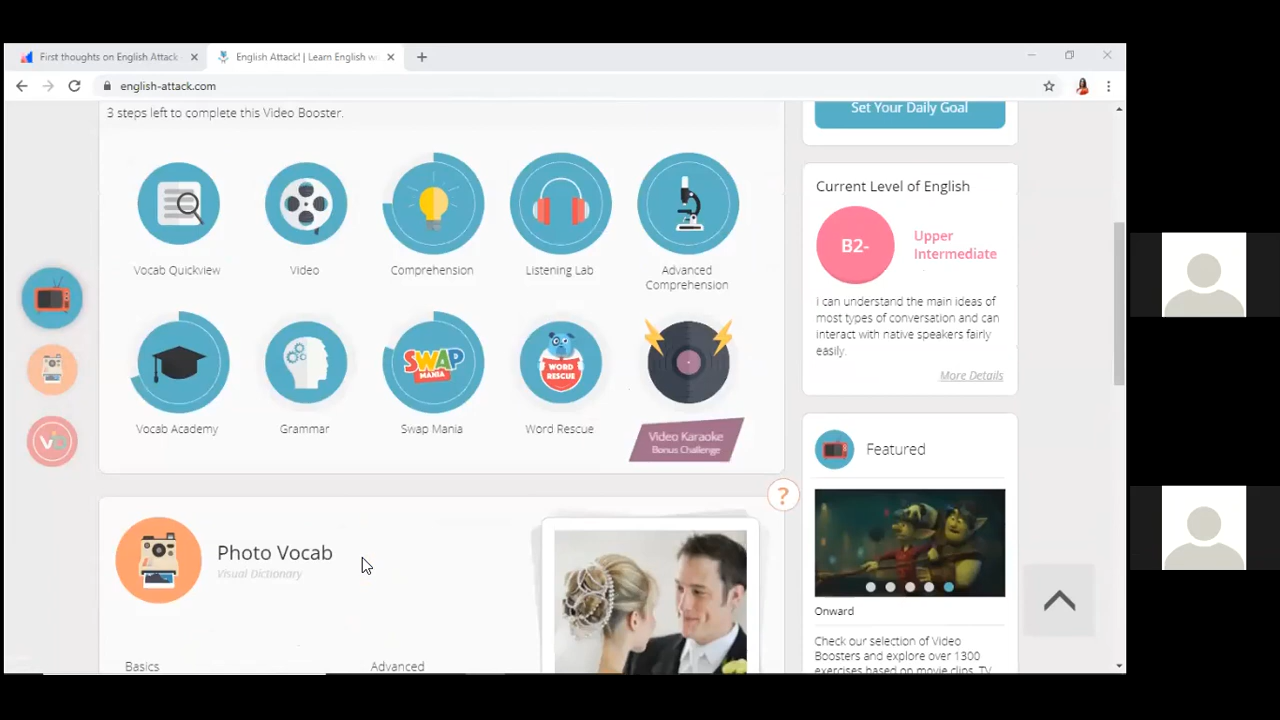 First thoughts on English Attack
English Attack! | Learn English wi
english-attack.com
3 steps left to complete this Video Booster.
Set Your Daily Goal
Vocab Quickview
Video
Comprehension
Listening Lab
Advanced
Comprehension
Current Level of English
B2-
Upper
Intermediate
I can understand the main ideas of
most types of conversation and can
interact with native speakers fairly
easily.
More Details
SWAP
MANIA
WORD
RESCUE
Vocab Academy
Grammar
Swap Mania
Word Rescue
Video Karaoke
Bonus Challenge
Featured
?
Photo Vocab
Visual Dictionary
Onward
Check our selection of Video
Boosters and explore over 1300
exercises based on movie clips, TV
Basics
Advanced